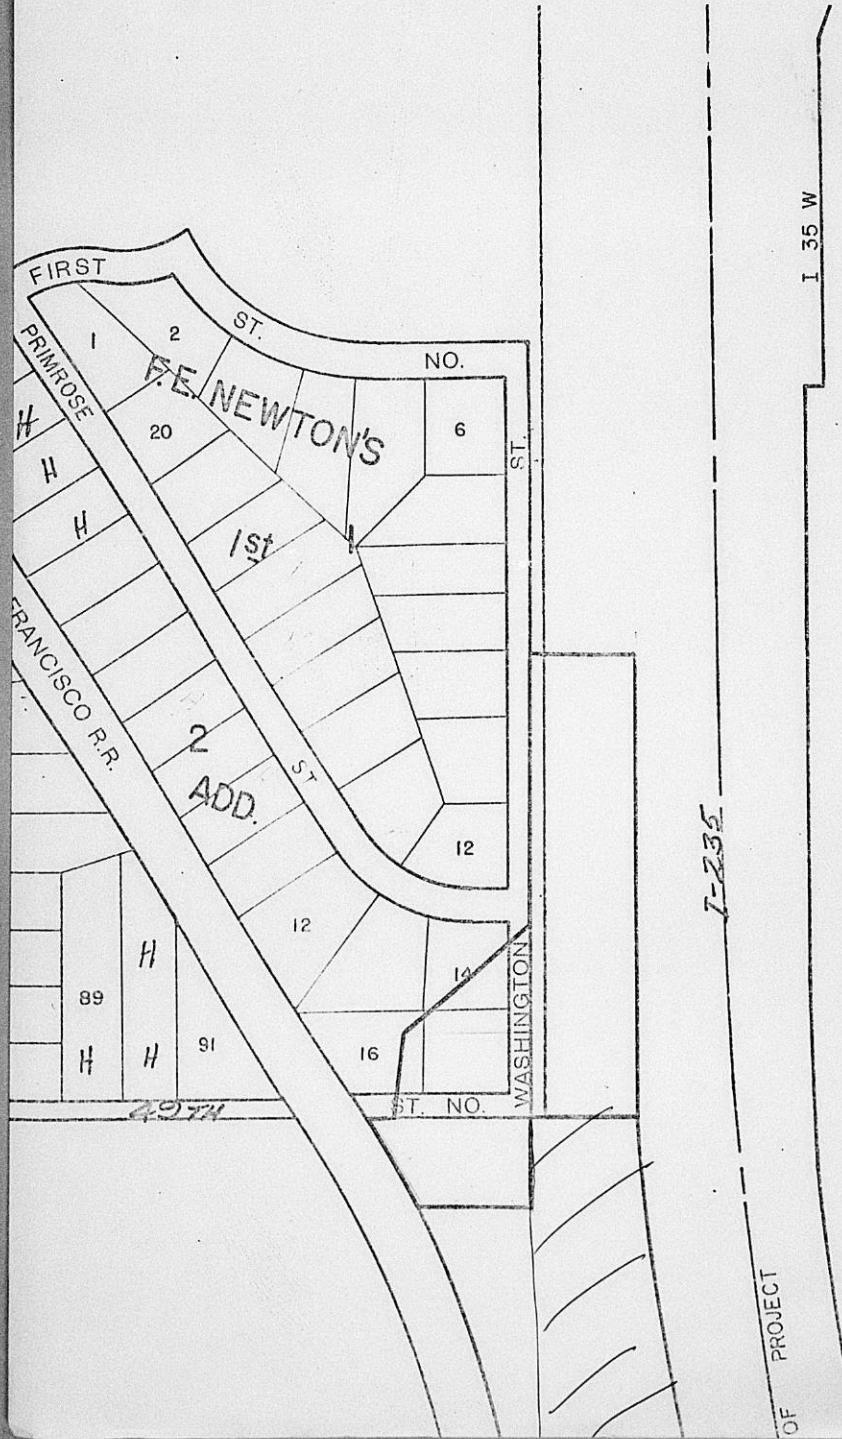 I 35 W
FIRST ST. NO.
PRIMROSE ST
1
2
F.E. NEWTON'S
20
6
ST.
H
H
H
1st
1
FRANCISCO R.R.
2
ADD.
I-235
12
12
14
WASHINGTON
H
89
91
16
H
H
49TH ST. NO.
OF PROJECT